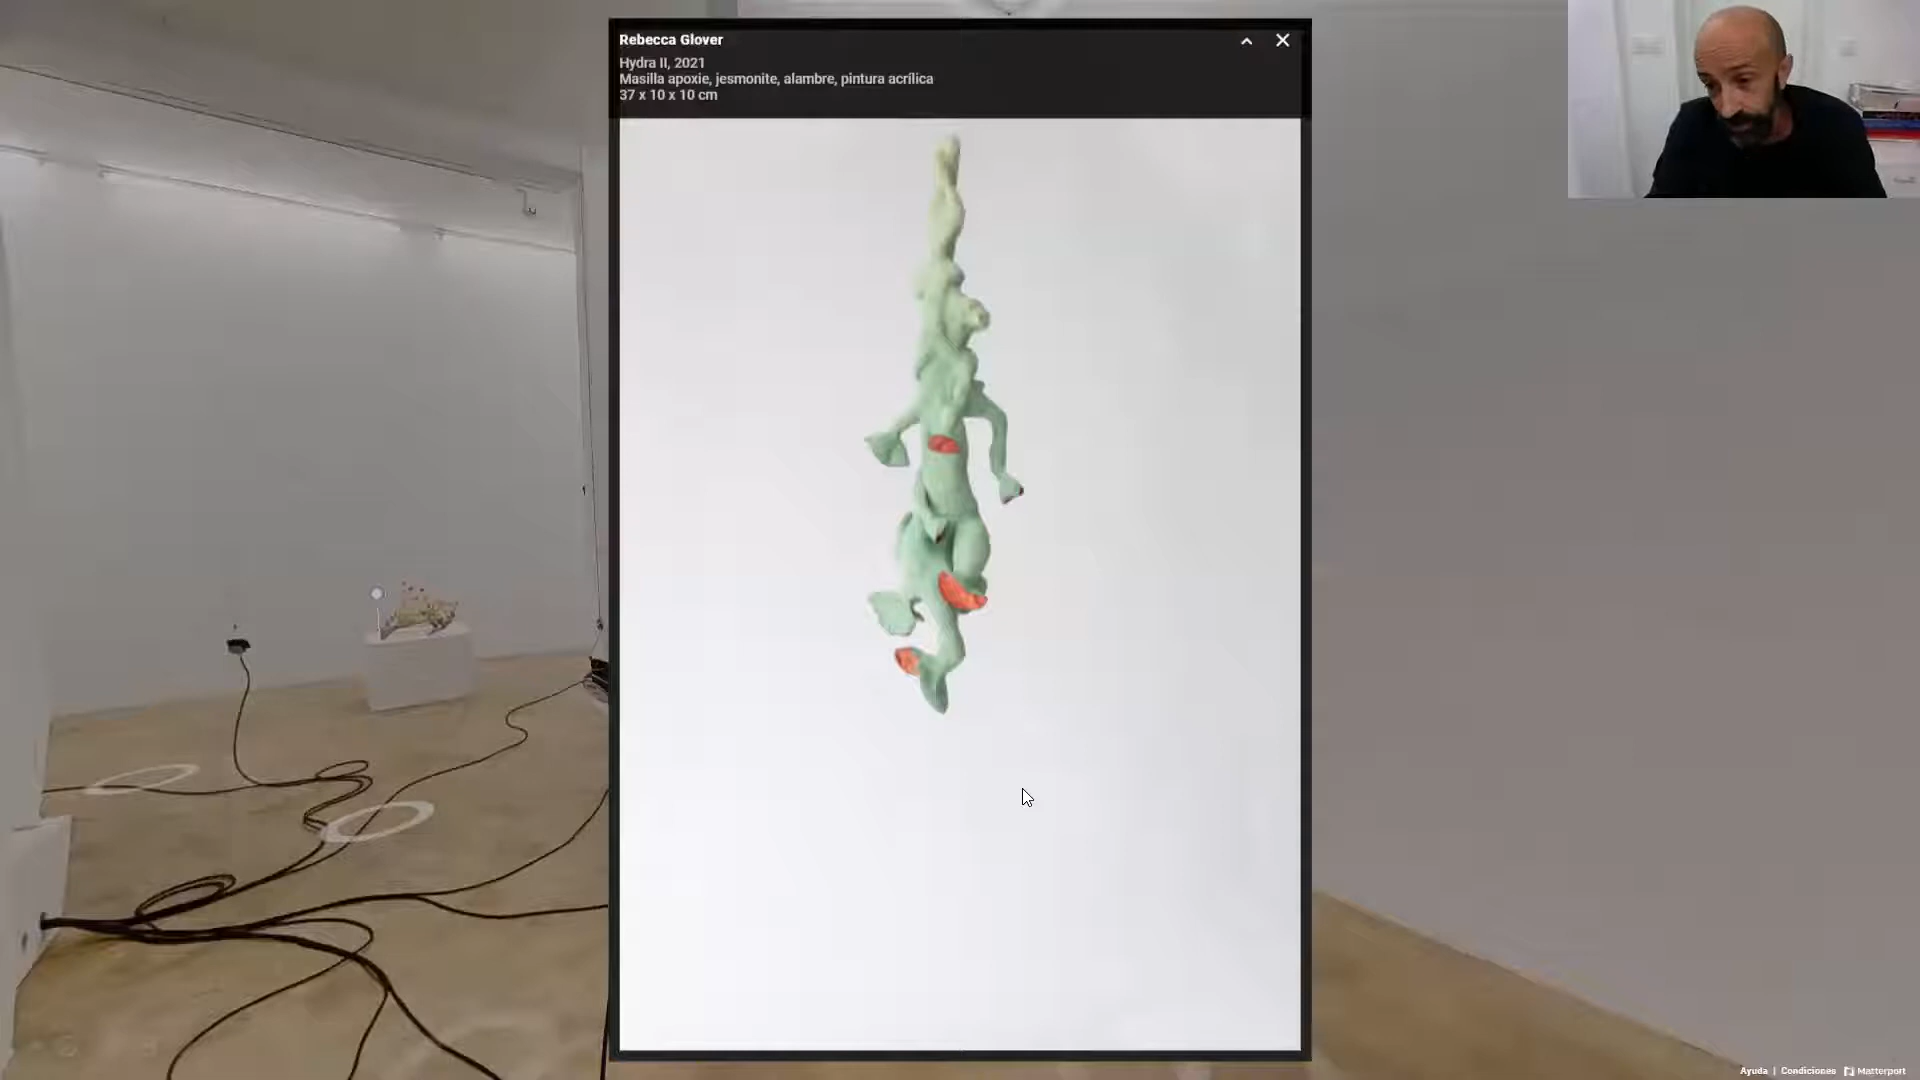 Rebecca Glover
Hydra II, 2021
Masilla apoxie, jesmonite, alambre, pintura acrílica
37 x 10 x 10 cm
Ayuda | Condiciones Matterport